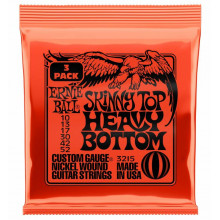 3
PACK
ERNIE
BALL
SKINNY TOP
HEAVY
BOTTOM
10
13
17
30
42
52
CUSTOM GAUGE 3215 MADE IN
NICKEL WOUND USA
GUITAR STRINGS